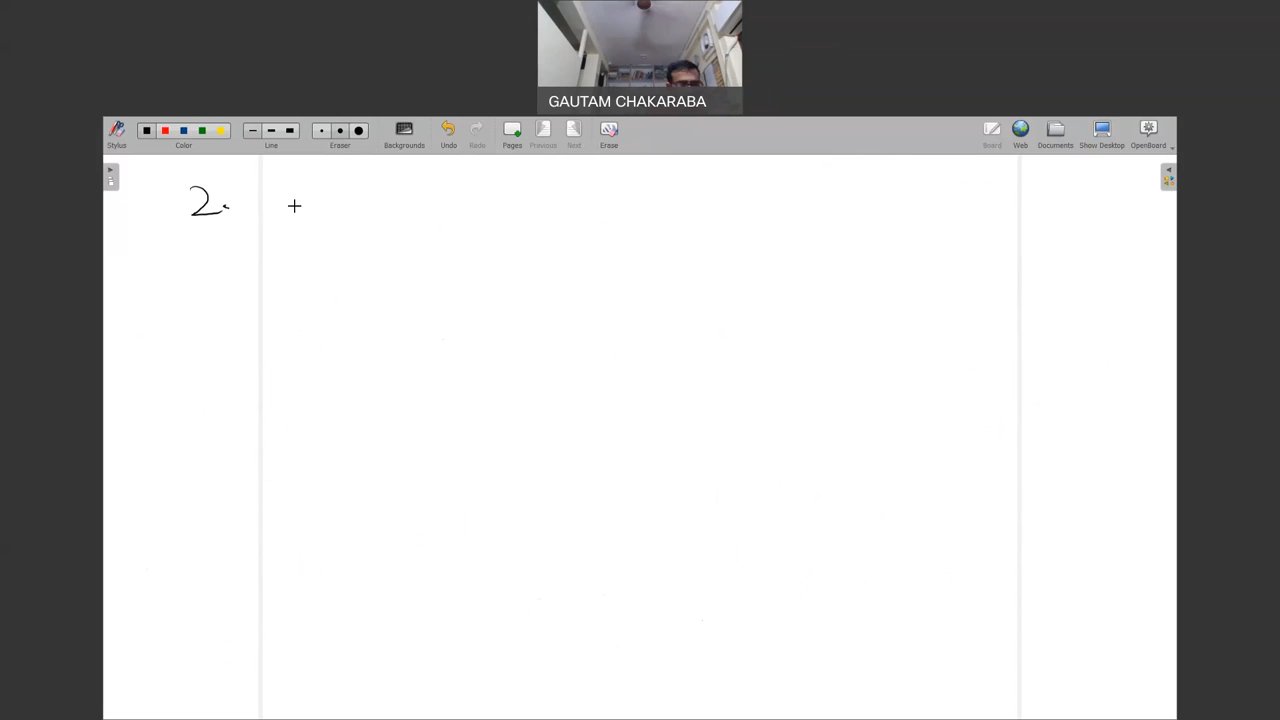 GAUTAM CHAKARABA
Stylus Color Line Eraser Backgrounds Undo Redo Pages Previous Next Erase Board Web Documents Show Desktop OpenBoard
2.